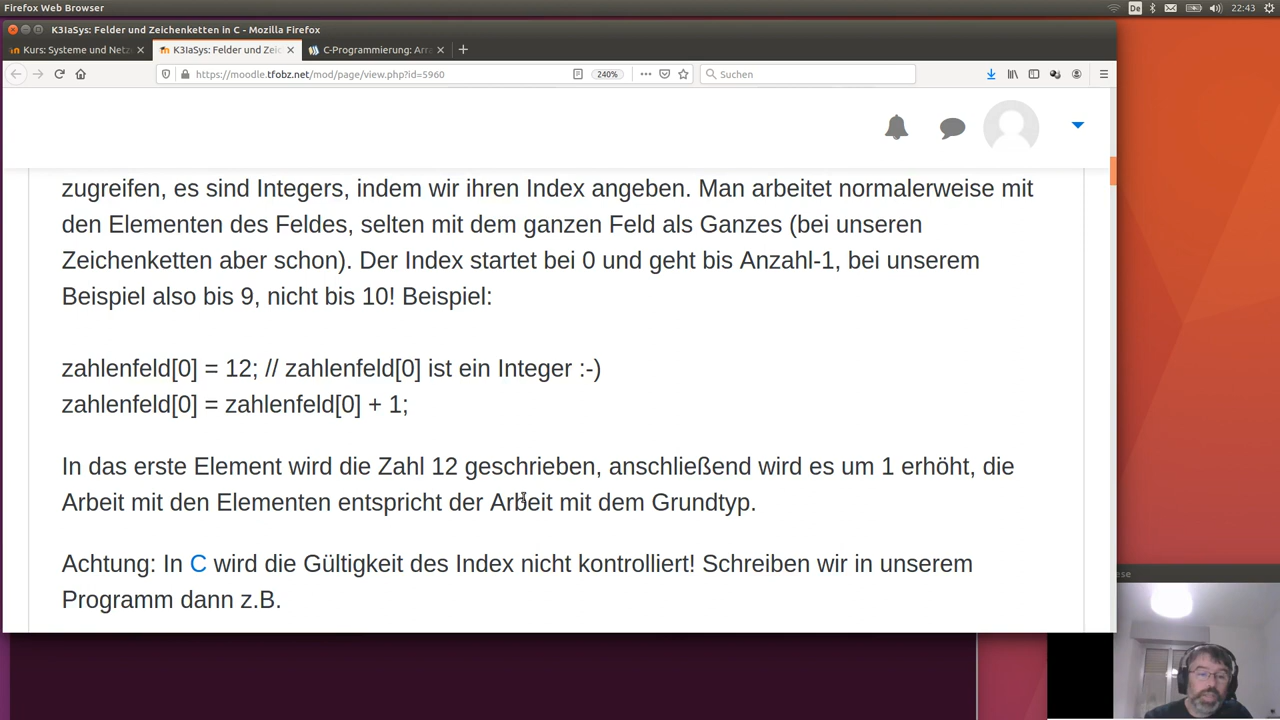 Firefox Web Browser
De
22:43
K3IaSys: Felder und Zeichenketten in C - Mozilla Firefox
Kurs: Systeme und Netz
K3IaSys: Felder und Zeic
C-Programmierung: Arr
https://moodle.tfobz.net/mod/page/view.php?id=5960
240%
Suchen
zugreifen, es sind Integers, indem wir ihren Index angeben. Man arbeitet normalerweise mit
den Elementen des Feldes, selten mit dem ganzen Feld als Ganzes (bei unseren
Zeichenketten aber schon). Der Index startet bei 0 und geht bis Anzahl-1, bei unserem
Beispiel also bis 9, nicht bis 10! Beispiel:
zahlenfeld[0] = 12; // zahlenfeld[0] ist ein Integer :-)
zahlenfeld[0] = zahlenfeld[0] + 1;
In das erste Element wird die Zahl 12 geschrieben, anschließend wird es um 1 erhöht, die
Arbeit mit den Elementen entspricht der Arbeit mit dem Grundtyp.
Achtung: In C wird die Gültigkeit des Index nicht kontrolliert! Schreiben wir in unserem
Programm dann z.B.
ese